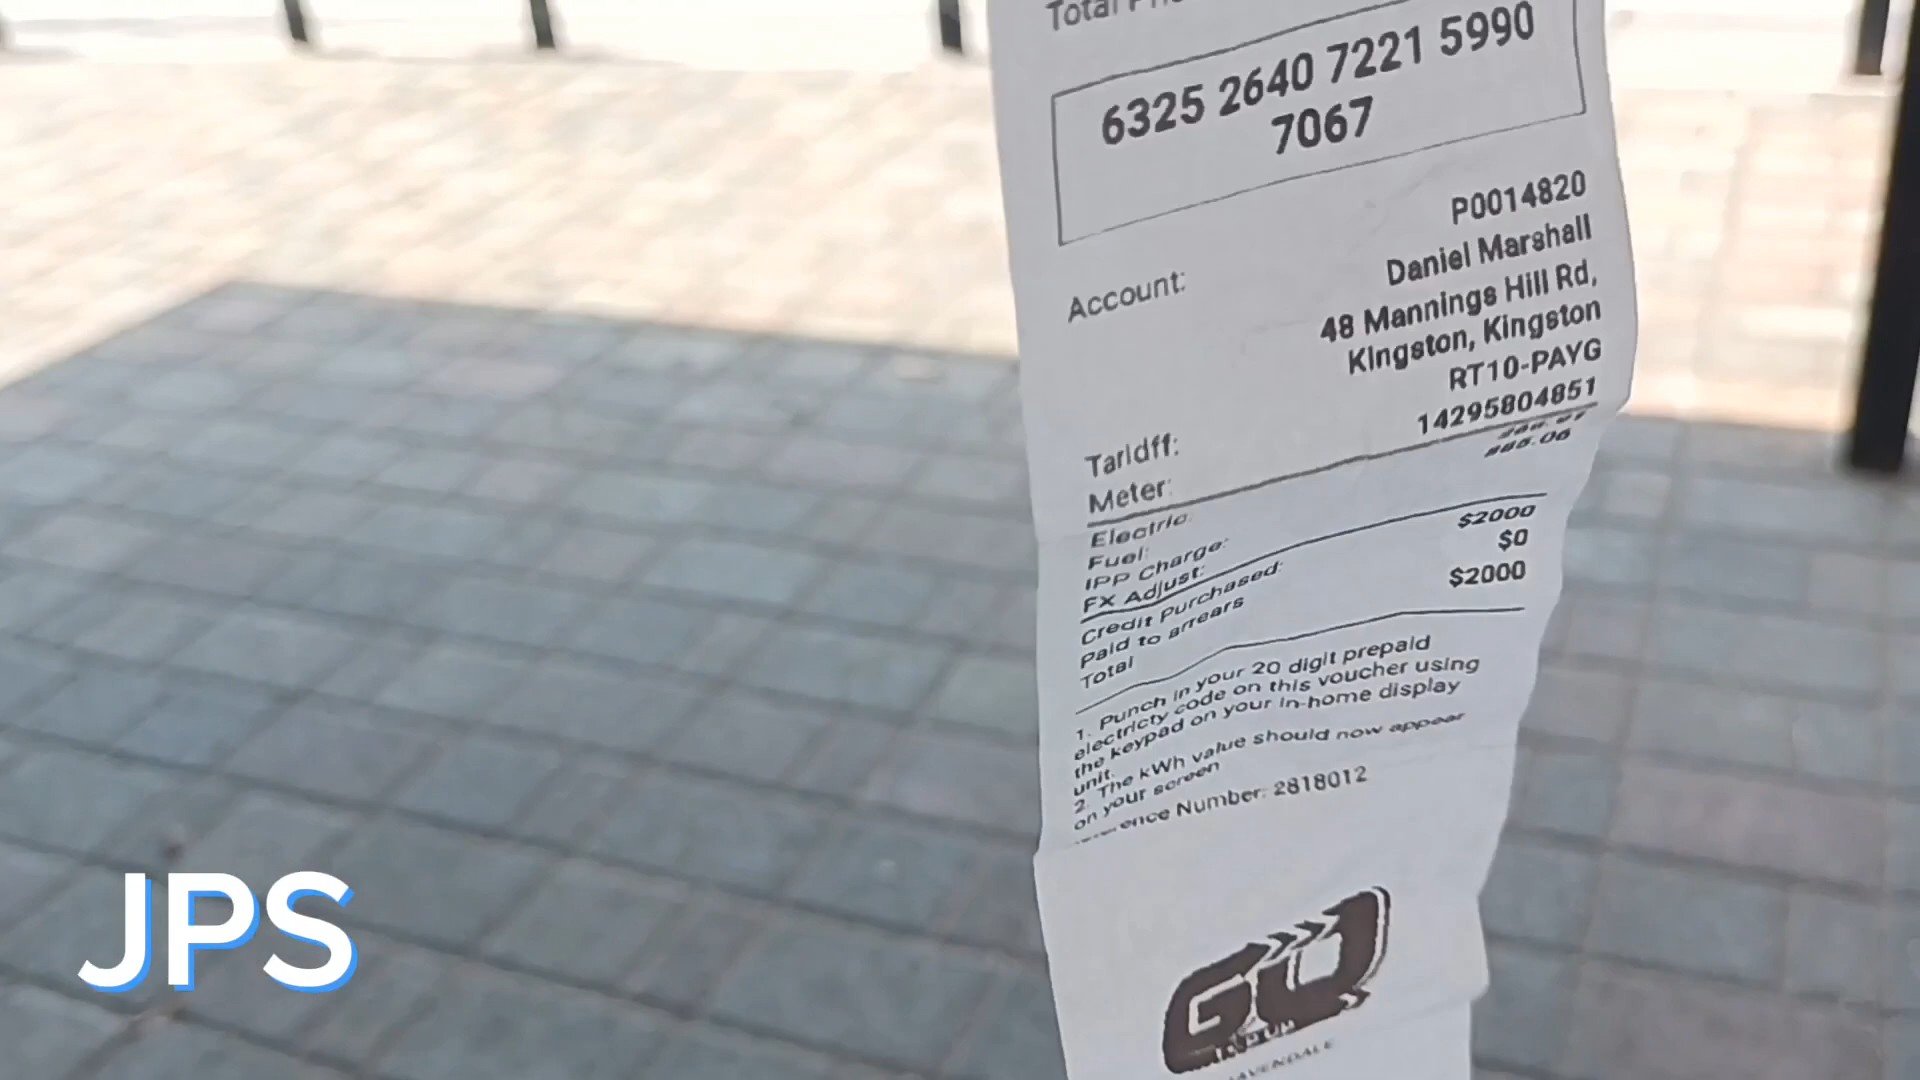 Total
6325 2640 7221 5990
7067
P0014820
Account:
Daniel Marshall
48 Mannings Hill Rd,
KIngston, Kingston
RT10-PAYG
Tarldff:
14295804851
Meter:
Electric:
Fuel:
IPP Charge:
FX Adjust:
$2000
Credit Purchased:
$0
Paid to arrears
$2000
Total
1. Punch in your 20 digit prepaid
electricty code on this voucher using
the keypad on your in-home display
unit.
2. The kWh value should now appear
on your screen
Number: 2818012
GO
JPS